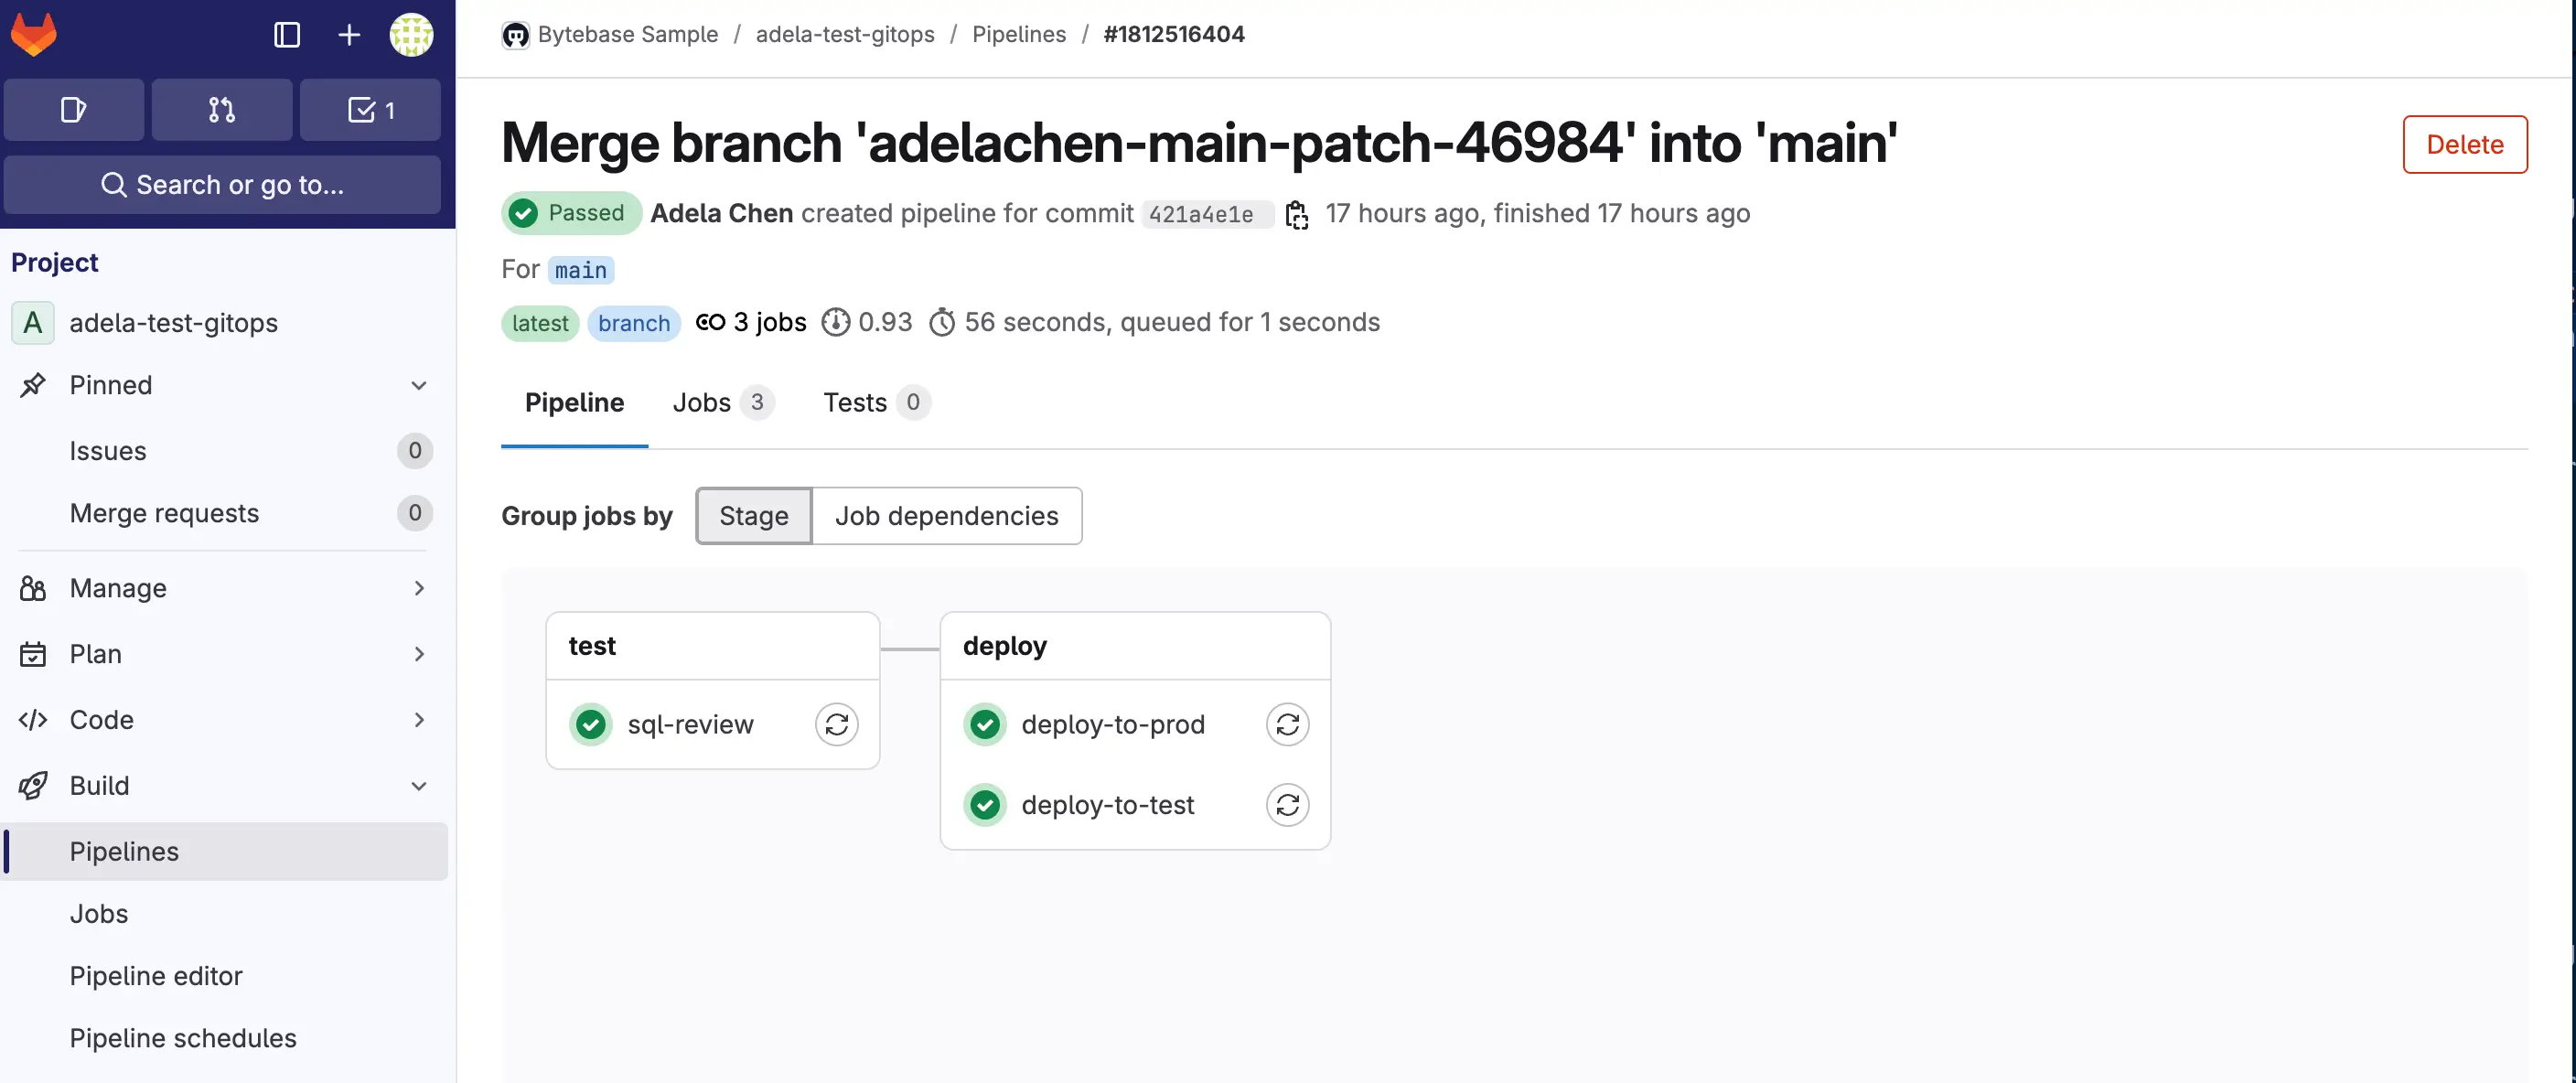 1
Search or go to...
Project
A adela-test-gitops
Pinned
Issues 0
Merge requests 0
Manage
Plan
Code
Build
Pipelines
Jobs
Pipeline editor
Pipeline schedules
Bytebase Sample / adela-test-gitops / Pipelines / #1812516404
Merge branch 'adelachen-main-patch-46984' into 'main'
Delete
Passed Adela Chen created pipeline for commit 421a4e1e 17 hours ago, finished 17 hours ago
For main
latest branch 3 jobs 0.93 56 seconds, queued for 1 seconds
Pipeline Jobs 3 Tests 0
Group jobs by Stage Job dependencies
test
sql-review
deploy
deploy-to-prod
deploy-to-test